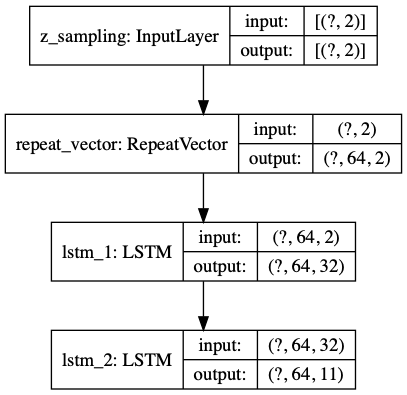 z_sampling: InputLayer
input: [(?, 2)]
output: [(?, 2)]
repeat_vector: RepeatVector
input: (?, 2)
output: (?, 64, 2)
lstm_1: LSTM
input: (?, 64, 2)
output: (?, 64, 32)
lstm_2: LSTM
input: (?, 64, 32)
output: (?, 64, 11)